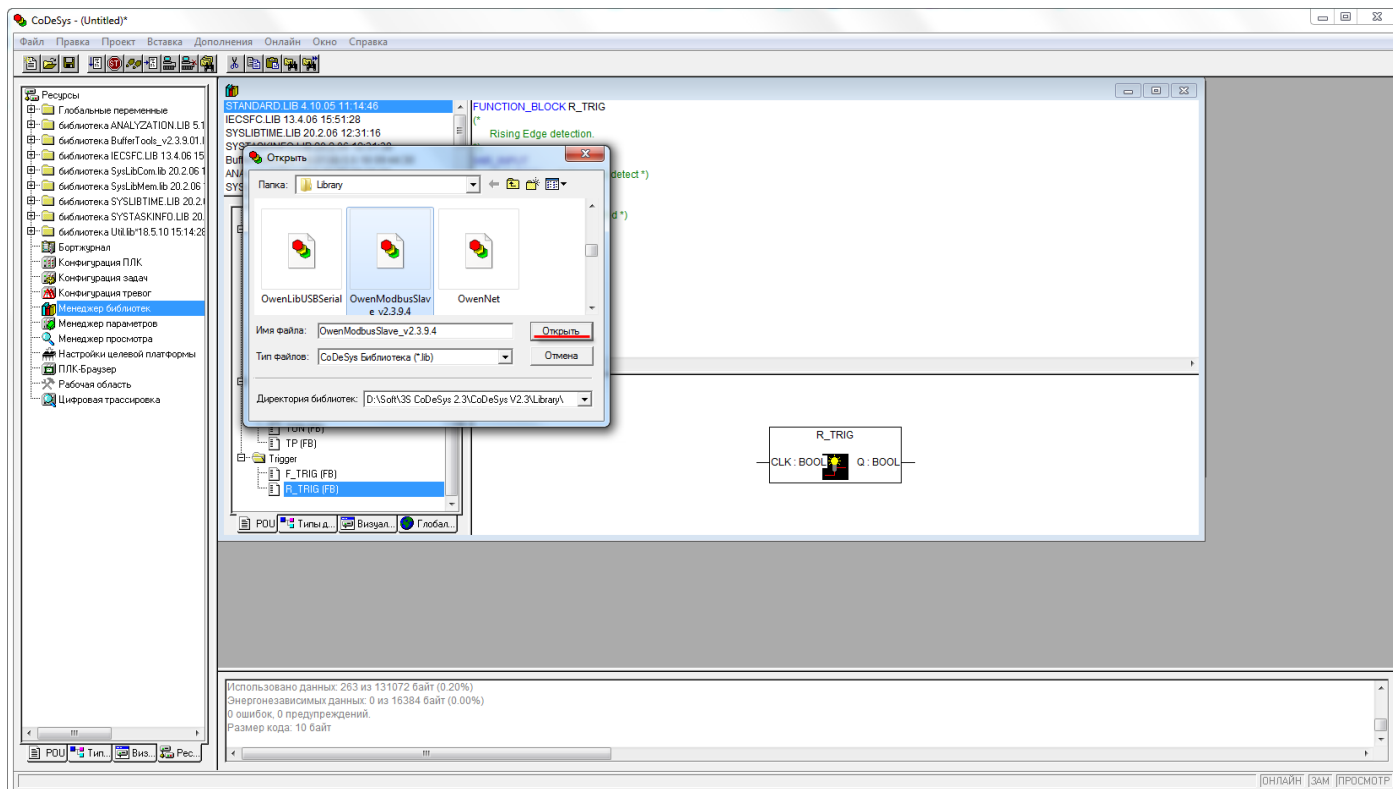 CoDeSys - (Untitled)*
Файл Правка Проект Вставка Дополнения Онлайн Окно Справка
Ресурсы
Глобальные переменные
библиотека ANALYZATION.LIB 5.1
библиотека BufferTools_v2.3.9.01.l
библиотека IECSFC.LIB 13.4.06 15
библиотека SysLibCom.lib 20.2.06 1
библиотека SysLibMem.lib 20.2.06
библиотека SYSLIBTIME.LIB 20.2.
библиотека SYSTASKINFO.LIB 20.
библиотека Util.lib*18.5.10 15:14:28
Бортжурнал
Конфигурация ПЛК
Конфигурация задач
Конфигурация тревог
Менеджер библиотек
Менеджер параметров
Менеджер просмотра
Настройки целевой платформы
ПЛК-Браузер
Рабочая область
Цифровая трассировка
POU Тип... Виз... Рес...
STANDARD.LIB 4.10.05 11:14:46
IECSFC.LIB 13.4.06 15:51:28
SYSLIBTIME.LIB 20.2.06 12:31:16
FUNCTION_BLOCK R_TRIG
(*
Rising Edge detection.
detect *)
d *)
Открыть
Папка: Library
OwenLibUSBSerial
OwenModbusSlav
e_v2.3.9.4
OwenNet
Имя файла: OwenModbusSlave_v2.3.9.4 Открыть
Тип файлов: CoDeSys Библиотека (*.lib) Отмена
Директория библиотек: D:\Soft\3S CoDeSys 2.3\CoDeSys V2.3\Library\
TON (FB)
TP (FB)
Trigger
F_TRIG (FB)
R_TRIG (FB)
POU Типы д... Визуал... Глобал...
R_TRIG
CLK : BOOL Q : BOOL
Использовано данных: 263 из 131072 байт (0.20%)
Энергонезависимых данных: 0 из 16384 байт (0.00%)
0 ошибок, 0 предупреждений.
Размер кода: 10 байт
ОНЛАЙН ЗАМ ПРОСМОТР